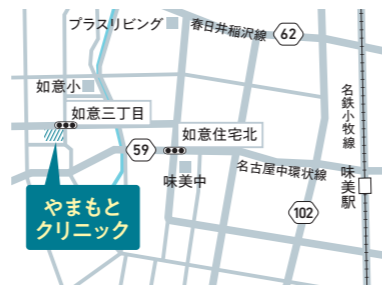 プラスリビング
春日井稲沢線
62
如意小
如意三丁目
如意住宅北
59
味美中
名古屋中環状線
名鉄小牧線
味美駅
102
やまもと
クリニック